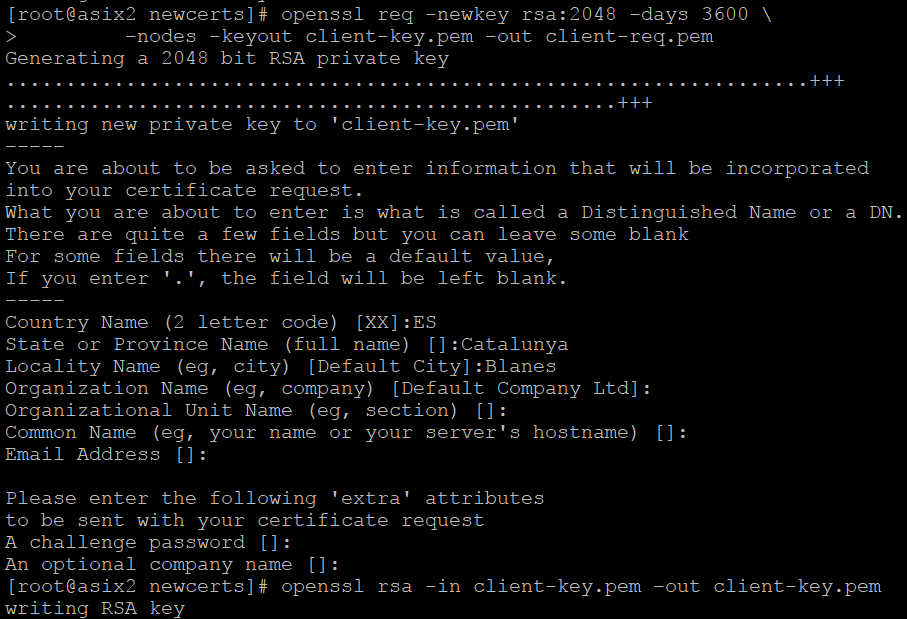 [root@asix2 newcerts]# openssl req -newkey rsa:2048 -days 3600 \
>         -nodes -keyout client-key.pem -out client-req.pem
Generating a 2048 bit RSA private key
...................................................................+++
...................................................+++
writing new private key to 'client-key.pem'
-----
You are about to be asked to enter information that will be incorporated
into your certificate request.
What you are about to enter is what is called a Distinguished Name or a DN.
There are quite a few fields but you can leave some blank
For some fields there will be a default value,
If you enter '.', the field will be left blank.
-----
Country Name (2 letter code) [XX]:ES
State or Province Name (full name) []:Catalunya
Locality Name (eg, city) [Default City]:Blanes
Organization Name (eg, company) [Default Company Ltd]:
Organizational Unit Name (eg, section) []:
Common Name (eg, your name or your server's hostname) []:
Email Address []:

Please enter the following 'extra' attributes
to be sent with your certificate request
A challenge password []:
An optional company name []:
[root@asix2 newcerts]# openssl rsa -in client-key.pem -out client-key.pem
writing RSA key